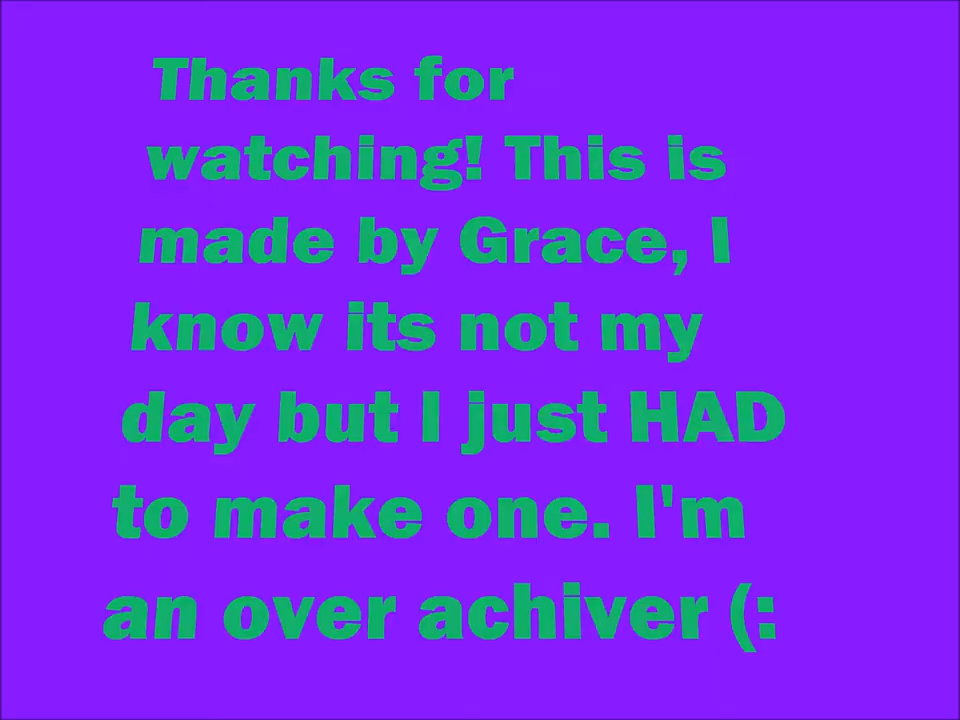 Thanks for
watching! This is
made by Grace, I
know its not my
day but I just HAD
to make one. I'm
an over achiver (: